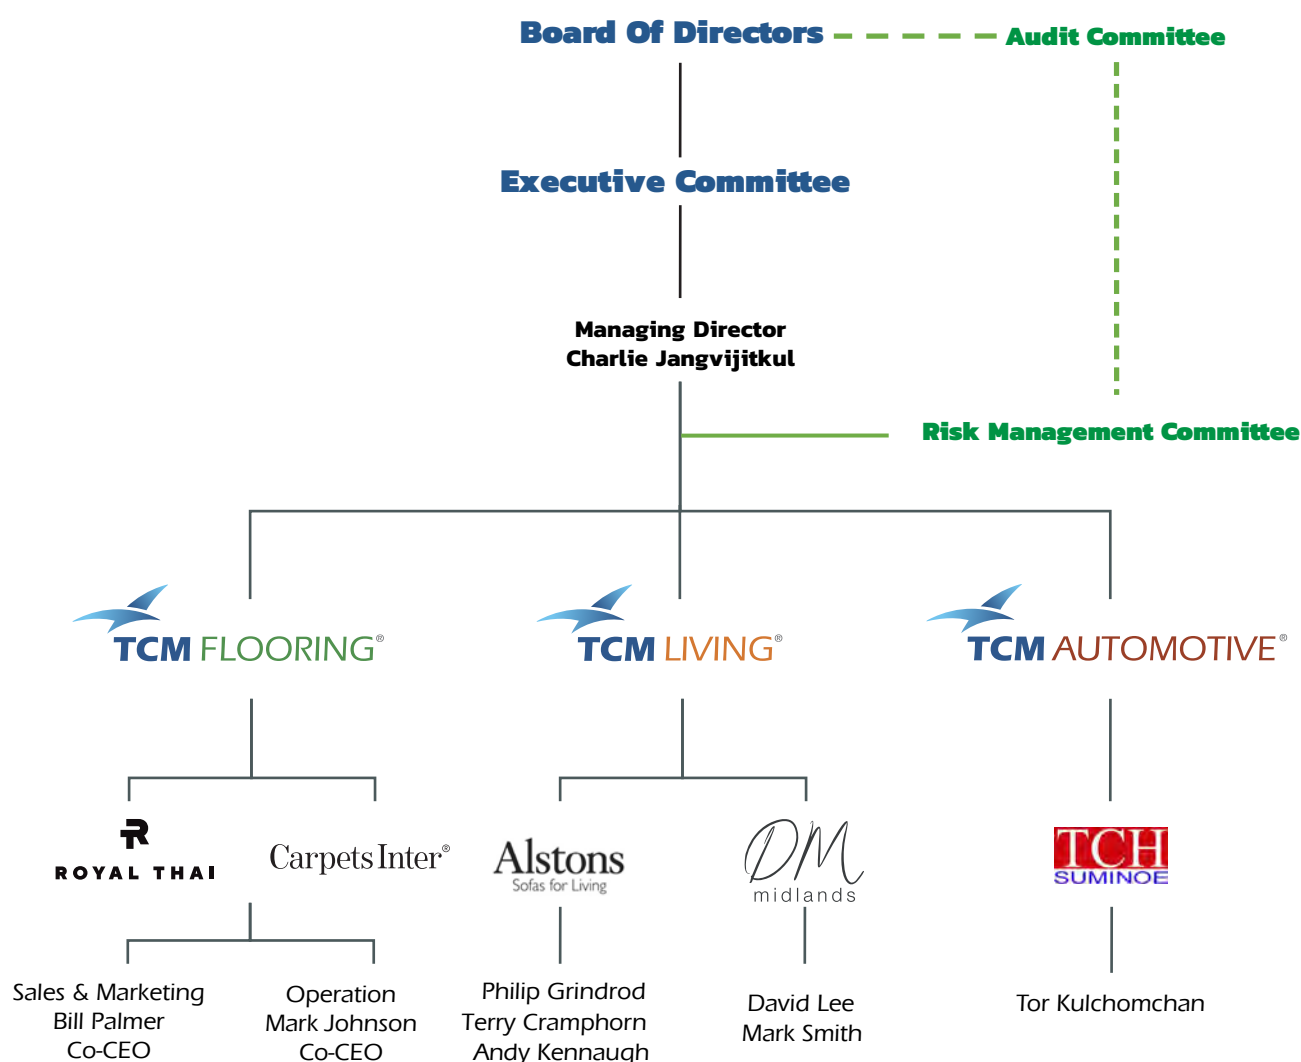 Board Of Directors
Audit Committee
Executive Committee
Managing Director
Charlie Jangvijitkul
Risk Management Committee
TCM FLOORING®
TCM LIVING®
TCM AUTOMOTIVE®
ROYAL THAI
Carpets Inter®
Alstons
Sofas for Living
DM
midlands
TCH
SUMINOE
Sales & Marketing
Bill Palmer
Co-CEO
Operation
Mark Johnson
Co-CEO
Philip Grindrod
Terry Cramphorn
Andy Kennaugh
David Lee
Mark Smith
Tor Kulchomchan